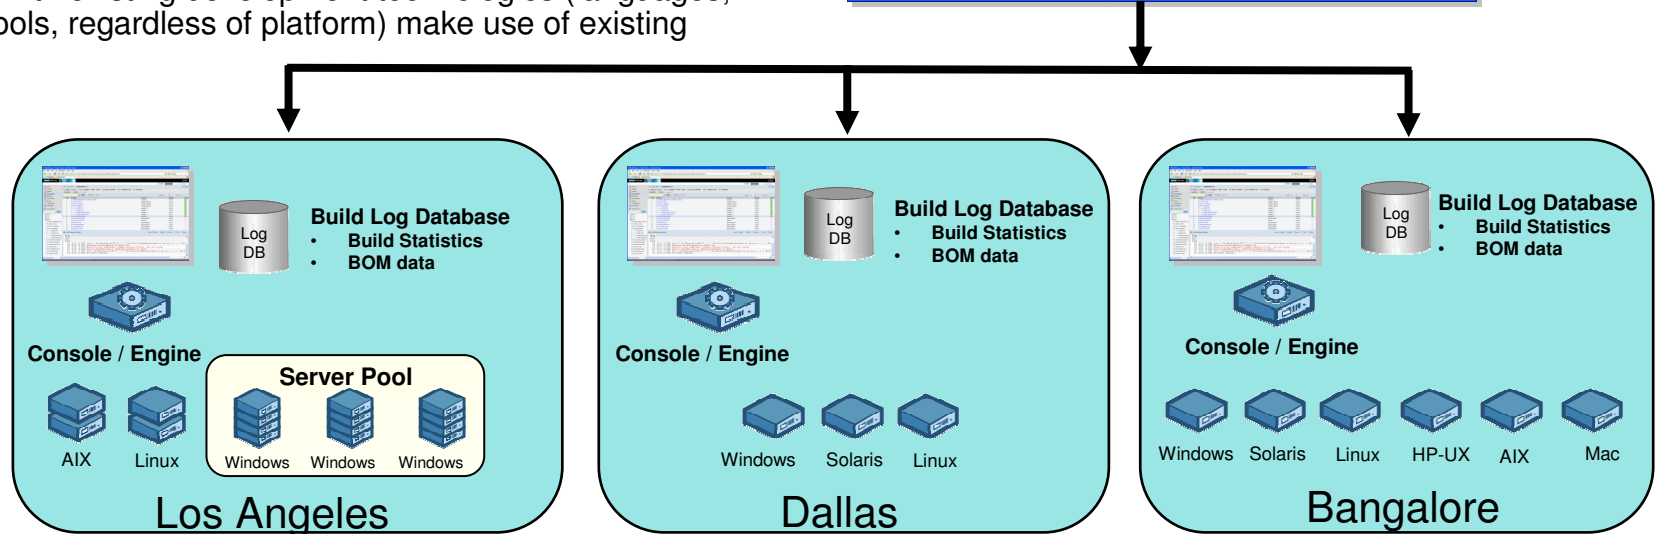 ools, regardless of platform) make use of existing
Log
DB
Build Log Database
• Build Statistics
• BOM data
Console / Engine
Server Pool
AIX
Linux
Windows
Windows
Windows
Los Angeles
Log
DB
Build Log Database
• Build Statistics
• BOM data
Console / Engine
Windows
Solaris
Linux
Dallas
Log
DB
Build Log Database
• Build Statistics
• BOM data
Console / Engine
Windows
Solaris
Linux
HP-UX
AIX
Mac
Bangalore